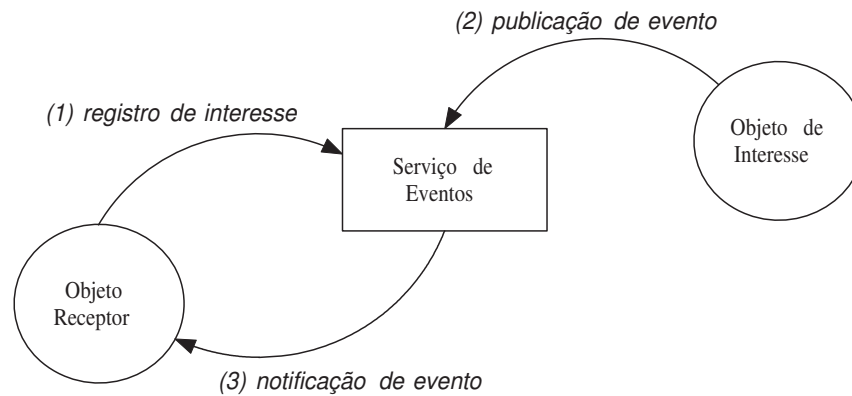 (2) publicação de evento
(1) registro de interesse
Objeto de
Interesse
Serviço de
Eventos
Objeto
Receptor
(3) notificação de evento